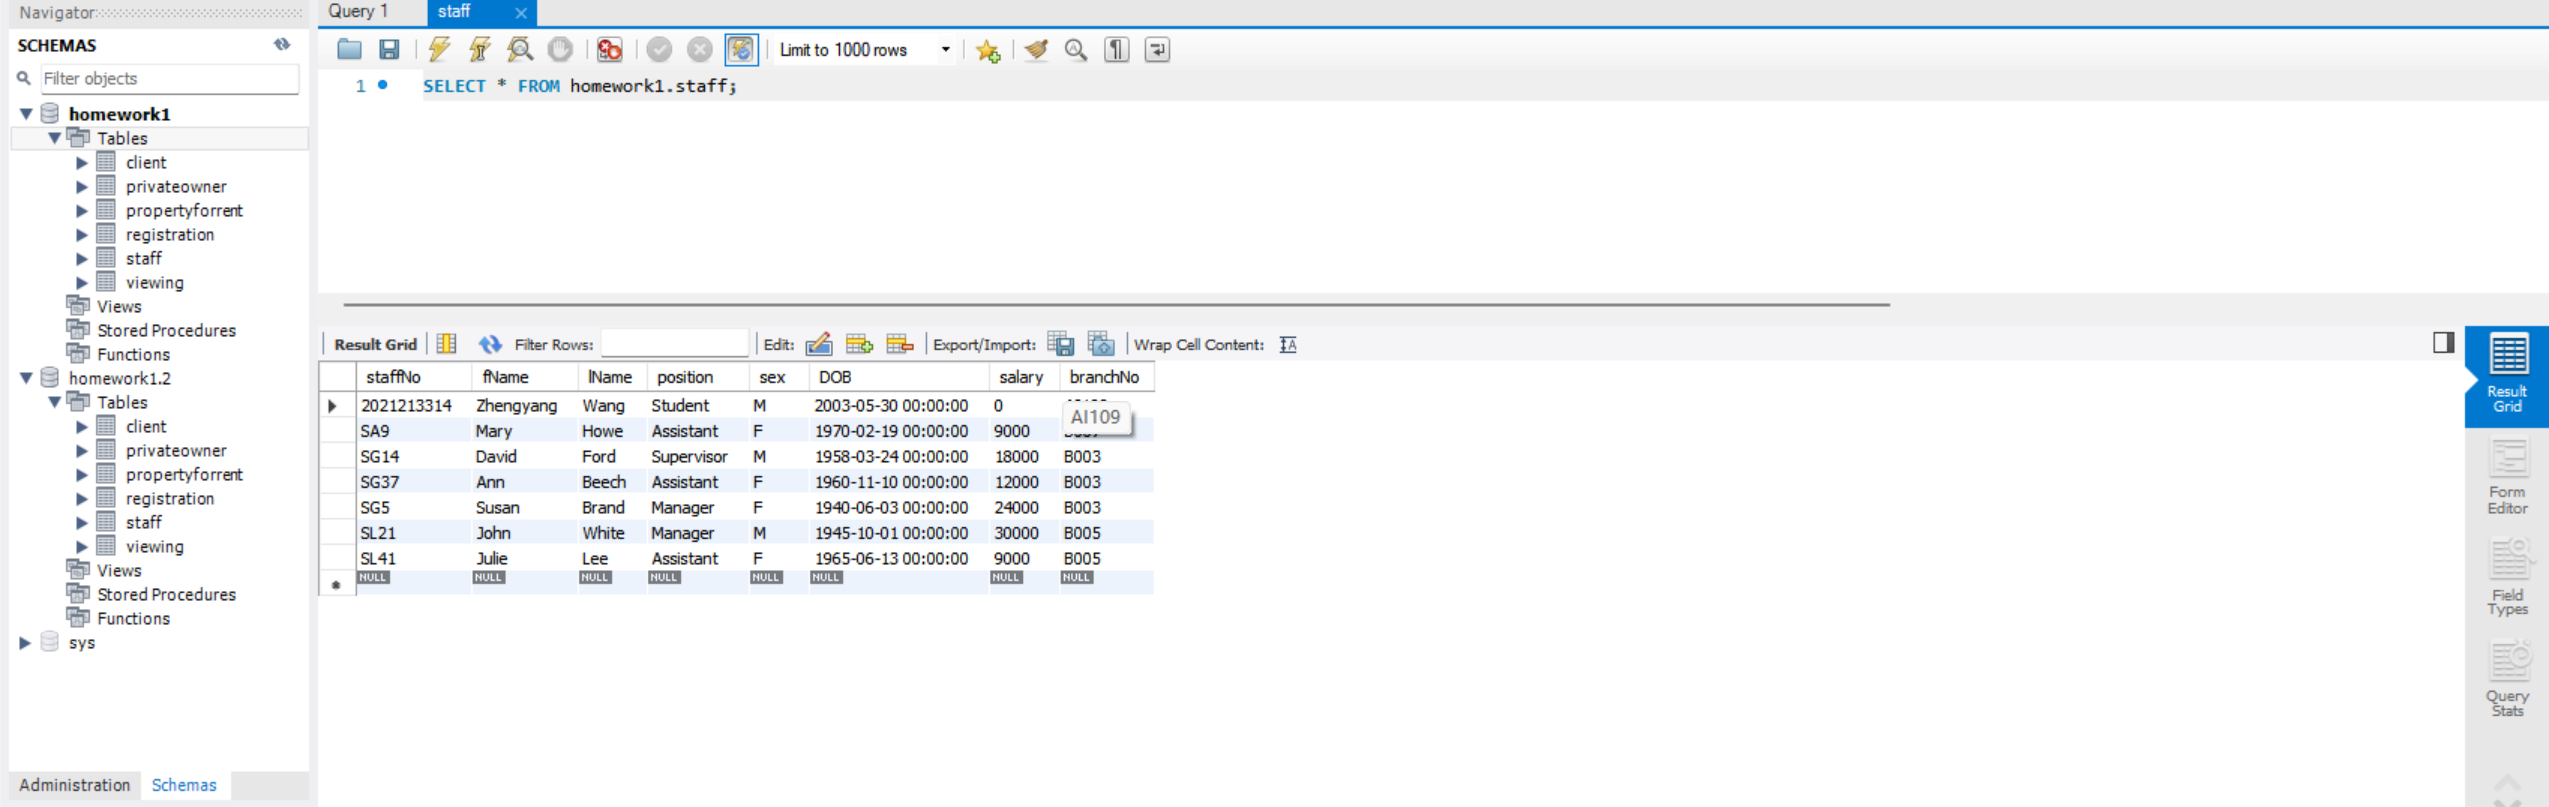 Navigator
SCHEMAS
Filter objects
homework1
Tables
client
privateowner
propertyforrent
registration
staff
viewing
Views
Stored Procedures
Functions
homework1.2
Tables
client
privateowner
propertyforrent
registration
staff
viewing
Views
Stored Procedures
Functions
sys
Administration Schemas
Query 1 staff
Limit to 1000 rows
1 SELECT * FROM homework1.staff;
Result Grid Filter Rows: Edit: Export/Import: Wrap Cell Content:
staffNo fName lName position sex DOB salary branchNo
2021213314 Zhengyang Wang Student M 2003-05-30 00:00:00 0
AI109
SA9 Mary Howe Assistant F 1970-02-19 00:00:00 9000
SG14 David Ford Supervisor M 1958-03-24 00:00:00 18000 B003
SG37 Ann Beech Assistant F 1960-11-10 00:00:00 12000 B003
SG5 Susan Brand Manager F 1940-06-03 00:00:00 24000 B003
SL21 John White Manager M 1945-10-01 00:00:00 30000 B005
SL41 Julie Lee Assistant F 1965-06-13 00:00:00 9000 B005
NULL NULL NULL NULL NULL NULL NULL NULL
Result
Grid
Form
Editor
Field
Types
Query
Stats